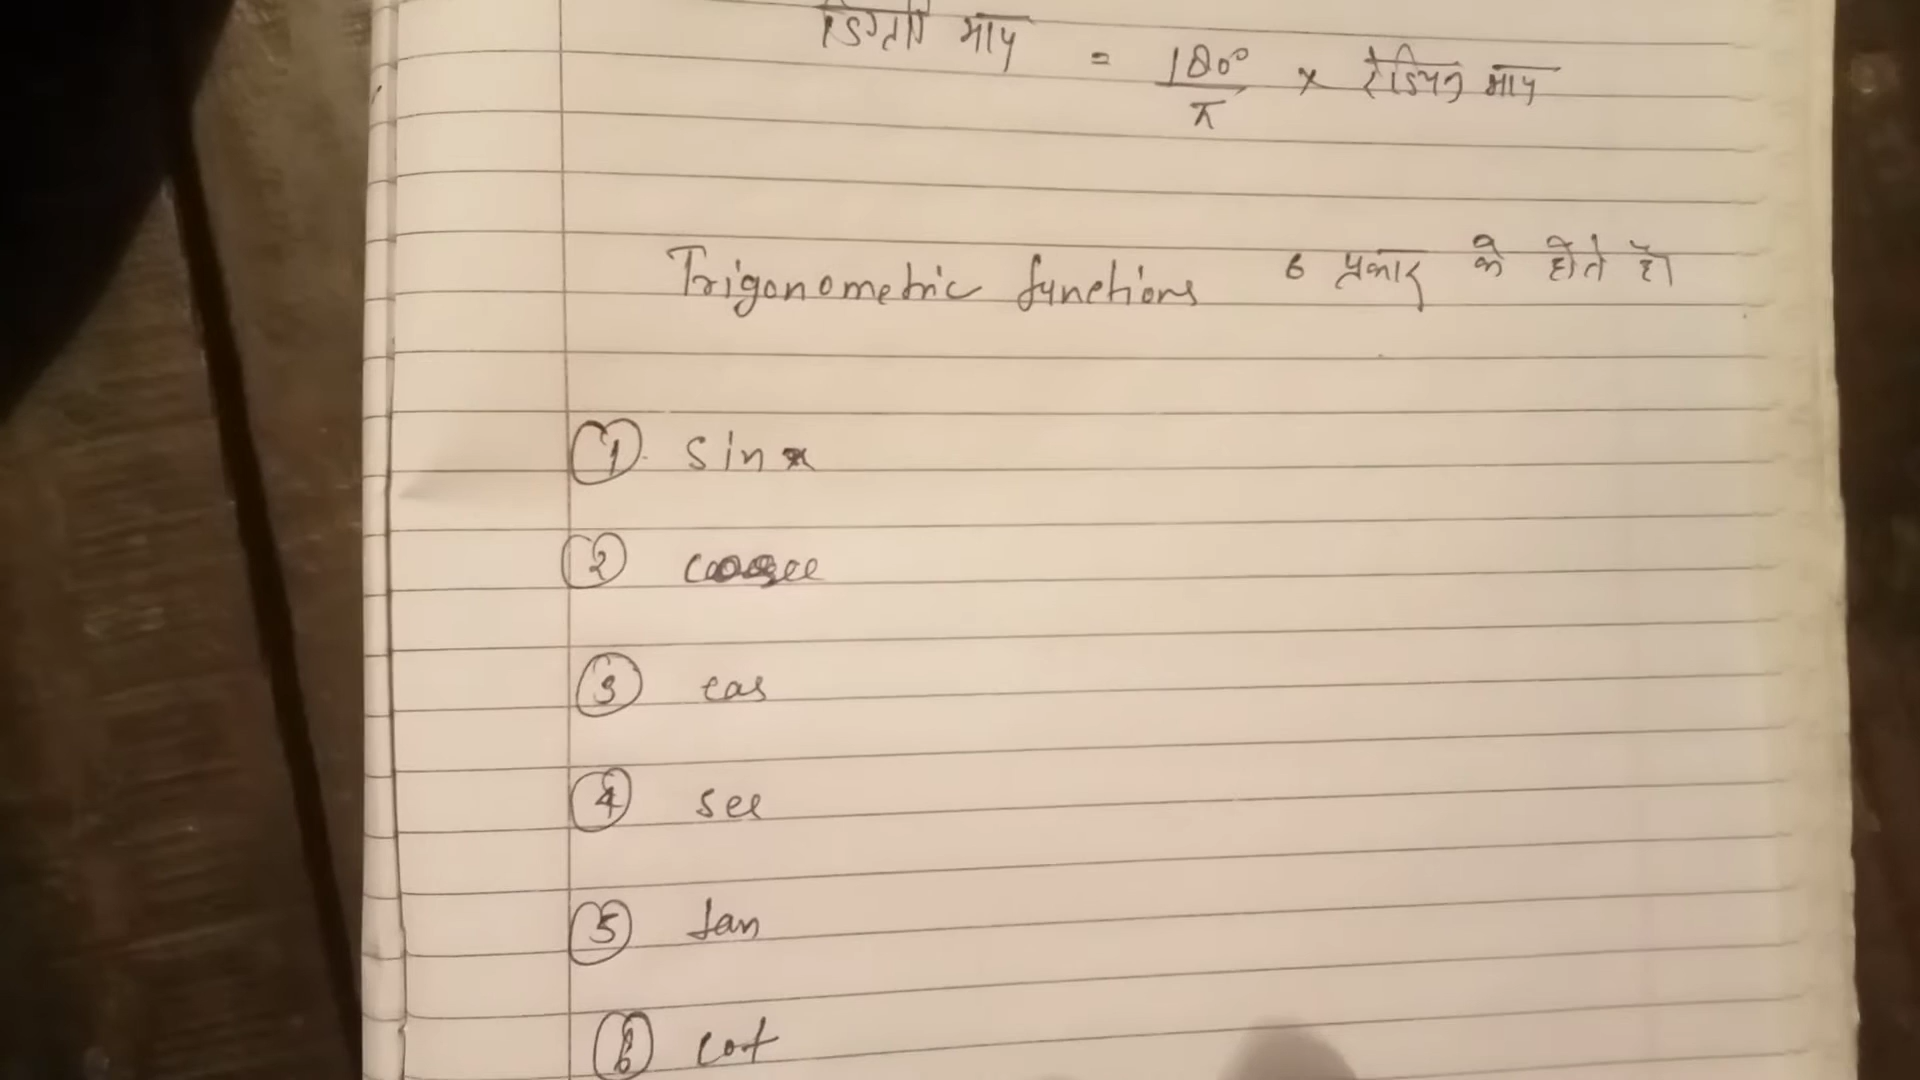 डिग्री माप = 180°/π × रेडियन माप
Trigonometric functions 6 प्रकार के होते है।
① sin x
② cosec
③ cos
④ sec
⑤ tan
⑥ cot